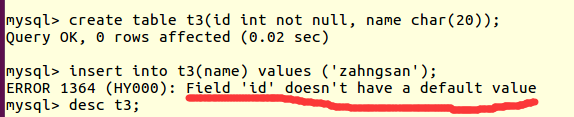 mysql> create table t3(id int not null, name char(20));
Query OK, 0 rows affected (0.02 sec)
mysql> insert into t3(name) values ('zahngsan');
ERROR 1364 (HY000): Field 'id' doesn't have a default value
mysql> desc t3;